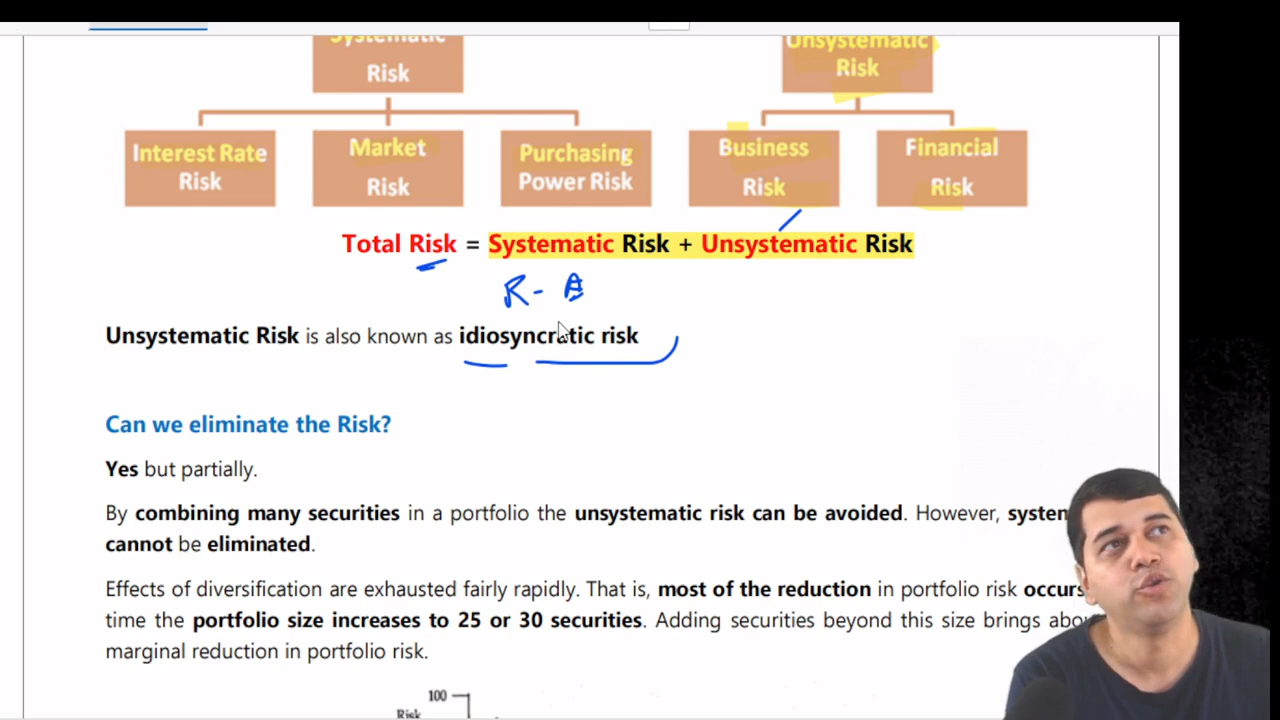 Systematic
Risk
Unsystematic
Risk
Interest Rate
Risk
Market
Risk
Purchasing
Power Risk
Business
Risk
Financial
Risk
Total Risk = Systematic Risk + Unsystematic Risk
Unsystematic Risk is also known as idiosyncratic risk
Can we eliminate the Risk?
Yes but partially.
By combining many securities in a portfolio the unsystematic risk can be avoided. However, system
cannot be eliminated.
Effects of diversification are exhausted fairly rapidly. That is, most of the reduction in portfolio risk occurs
time the portfolio size increases to 25 or 30 securities. Adding securities beyond this size brings abou
marginal reduction in portfolio risk.
100
Risk